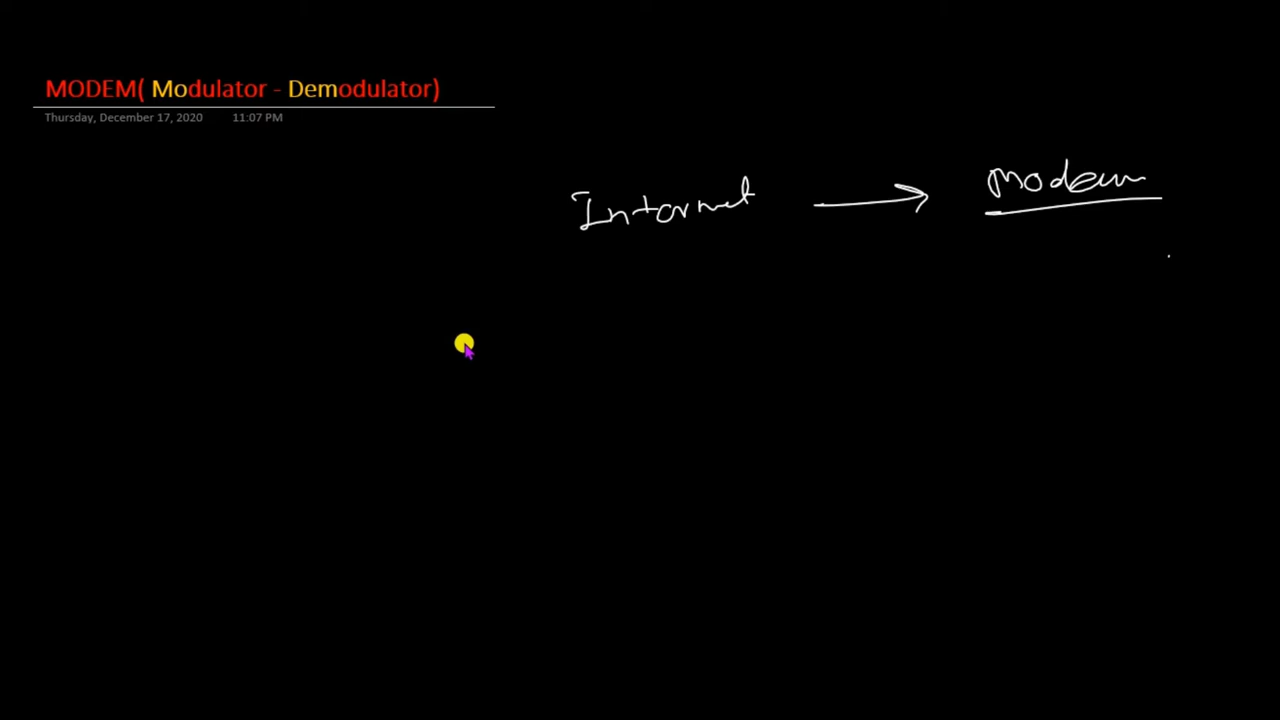 MODEM( Modulator - Demodulator)
Thursday, December 17, 2020 11:07 PM
Internet → Modem